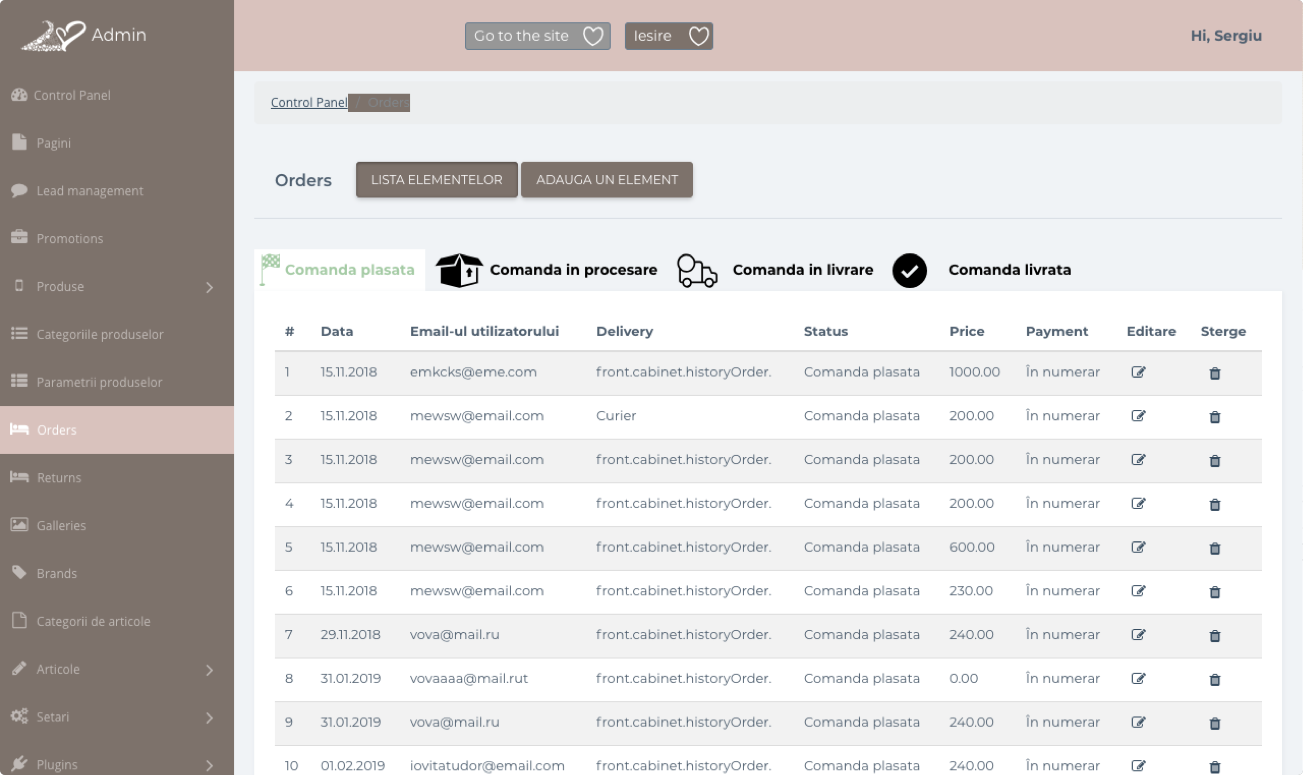 Admin
Go to the site
Iesire
Hi, Sergiu
Control Panel
Pagini
Lead management
Promotions
Produse
Categoriile produselor
Parametrii produselor
Orders
Returns
Galleries
Brands
Categorii de articole
Articole
Setari
Plugins
Control Panel / Orders
Orders LISTA ELEMENTELOR ADAUGA UN ELEMENT
Comanda plasata Comanda in procesare Comanda in livrare Comanda livrata
# Data Email-ul utilizatorului Delivery Status Price Payment Editare Sterge
1 15.11.2018 emkcks@eme.com front.cabinet.historyOrder. Comanda plasata 1000.00 În numerar
2 15.11.2018 mewsw@email.com Curier Comanda plasata 200.00 În numerar
3 15.11.2018 mewsw@email.com front.cabinet.historyOrder. Comanda plasata 200.00 În numerar
4 15.11.2018 mewsw@email.com front.cabinet.historyOrder. Comanda plasata 200.00 În numerar
5 15.11.2018 mewsw@email.com front.cabinet.historyOrder. Comanda plasata 600.00 În numerar
6 15.11.2018 mewsw@email.com front.cabinet.historyOrder. Comanda plasata 230.00 În numerar
7 29.11.2018 vova@mail.ru front.cabinet.historyOrder. Comanda plasata 240.00 În numerar
8 31.01.2019 vovaaaa@mail.rut front.cabinet.historyOrder. Comanda plasata 0.00 În numerar
9 31.01.2019 vova@mail.ru front.cabinet.historyOrder. Comanda plasata 240.00 În numerar
10 01.02.2019 iovitatudor@email.com front.cabinet.historyOrder. Comanda plasata 240.00 În numerar